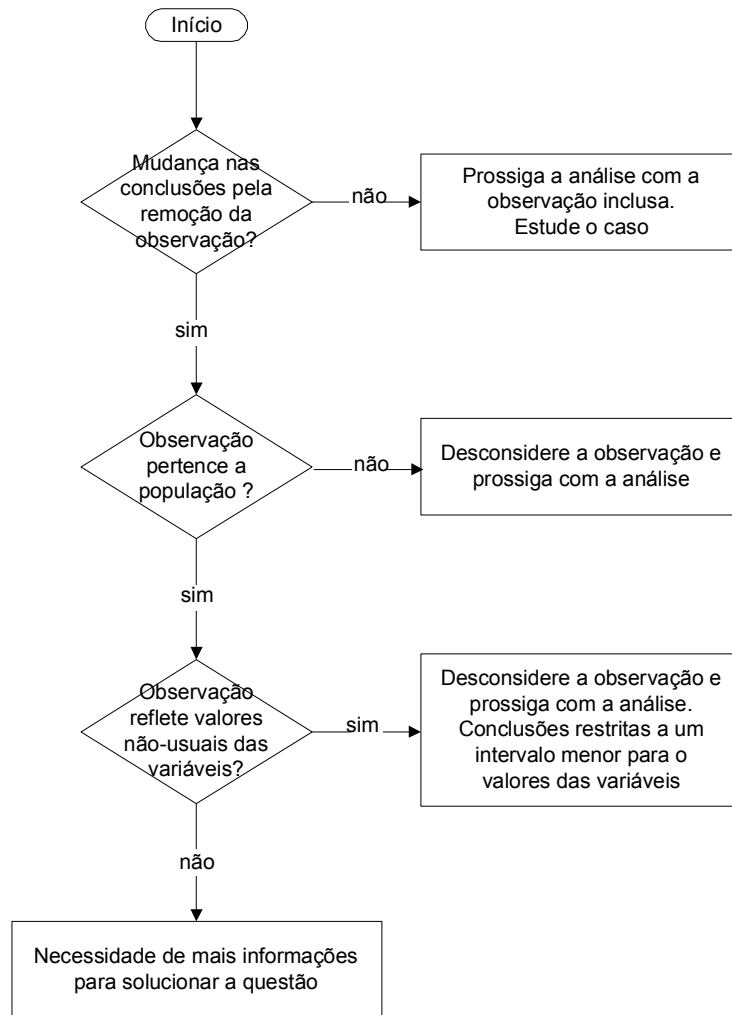 Início
Mudança nas
conclusões pela
remoção da
observação?
não
Prossiga a análise com a
observação inclusa.
Estude o caso
sim
Observação
pertence a
população ?
não
Desconsidere a observação e
prossiga com a análise
sim
Observação
reflete valores
não-usuais das
variáveis?
sim
Desconsidere a observação e
prossiga com a análise.
Conclusões restritas a um
intervalo menor para o
valores das variáveis
não
Necessidade de mais informações
para solucionar a questão